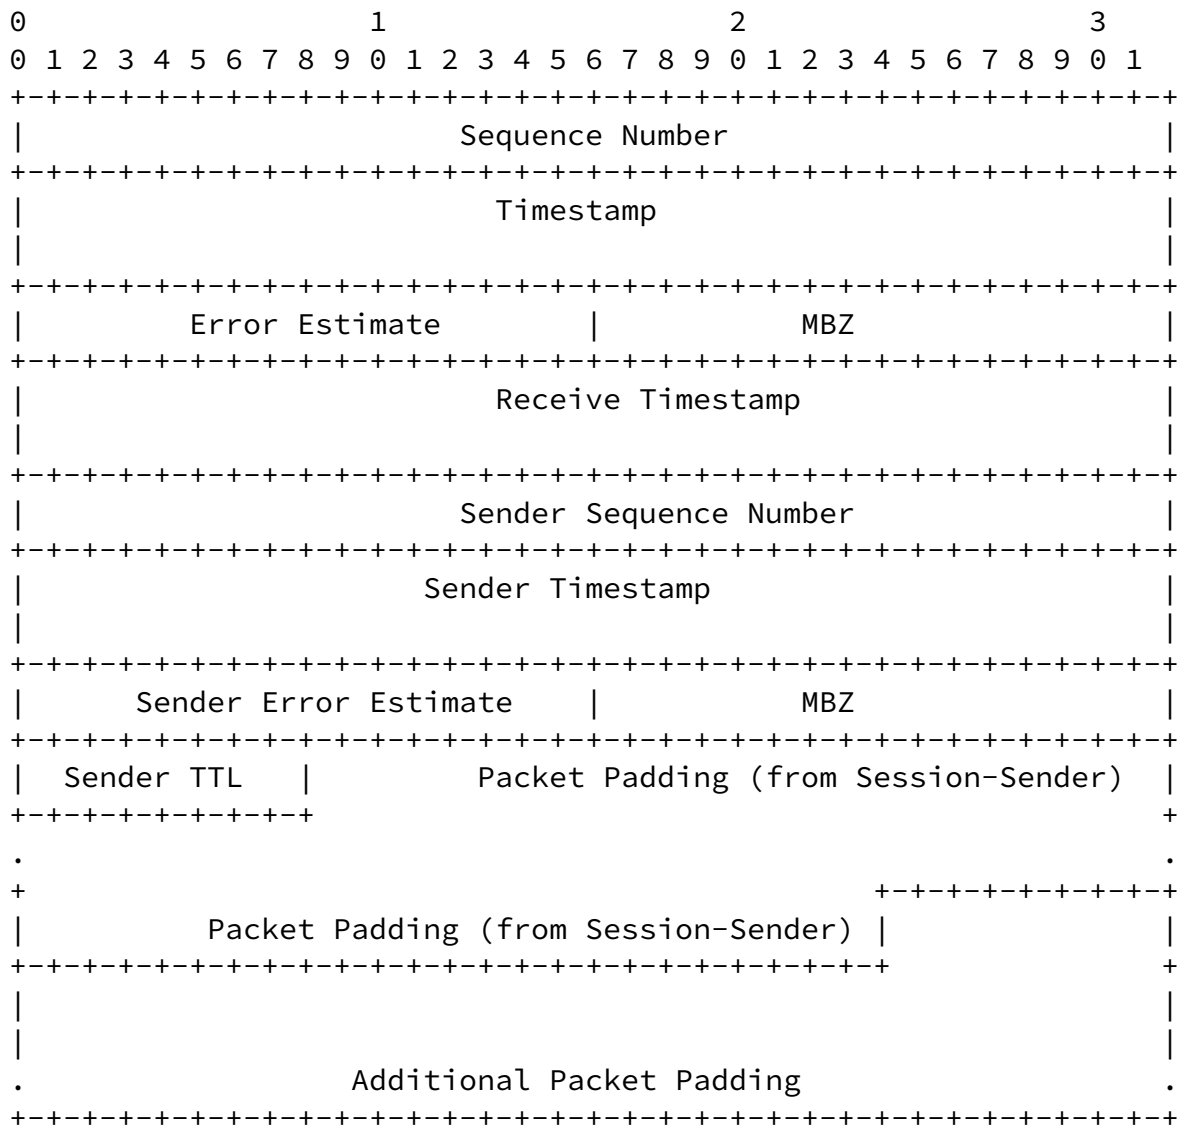 0                   1                   2                   3
0 1 2 3 4 5 6 7 8 9 0 1 2 3 4 5 6 7 8 9 0 1 2 3 4 5 6 7 8 9 0 1
+-+-+-+-+-+-+-+-+-+-+-+-+-+-+-+-+-+-+-+-+-+-+-+-+-+-+-+-+-+-+-+-+
|                        Sequence Number                        |
+-+-+-+-+-+-+-+-+-+-+-+-+-+-+-+-+-+-+-+-+-+-+-+-+-+-+-+-+-+-+-+-+
|                          Timestamp                            |
|                                                               |
+-+-+-+-+-+-+-+-+-+-+-+-+-+-+-+-+-+-+-+-+-+-+-+-+-+-+-+-+-+-+-+-+
|         Error Estimate        |           MBZ                 |
+-+-+-+-+-+-+-+-+-+-+-+-+-+-+-+-+-+-+-+-+-+-+-+-+-+-+-+-+-+-+-+-+
|                          Receive Timestamp                    |
|                                                               |
+-+-+-+-+-+-+-+-+-+-+-+-+-+-+-+-+-+-+-+-+-+-+-+-+-+-+-+-+-+-+-+-+
|                        Sender Sequence Number                 |
+-+-+-+-+-+-+-+-+-+-+-+-+-+-+-+-+-+-+-+-+-+-+-+-+-+-+-+-+-+-+-+-+
|                      Sender Timestamp                         |
|                                                               |
+-+-+-+-+-+-+-+-+-+-+-+-+-+-+-+-+-+-+-+-+-+-+-+-+-+-+-+-+-+-+-+-+
|      Sender Error Estimate    |           MBZ                 |
+-+-+-+-+-+-+-+-+-+-+-+-+-+-+-+-+-+-+-+-+-+-+-+-+-+-+-+-+-+-+-+-+
|  Sender TTL   |         Packet Padding (from Session-Sender)  |
+-+-+-+-+-+-+-+-+                                               +
.                                                               .
+                                               +-+-+-+-+-+-+-+-+
|          Packet Padding (from Session-Sender) |               |
+-+-+-+-+-+-+-+-+-+-+-+-+-+-+-+-+-+-+-+-+-+-+-+-+               +
|                                                               |
|                                                               |
.                  Additional Packet Padding                    .
+-+-+-+-+-+-+-+-+-+-+-+-+-+-+-+-+-+-+-+-+-+-+-+-+-+-+-+-+-+-+-+-+